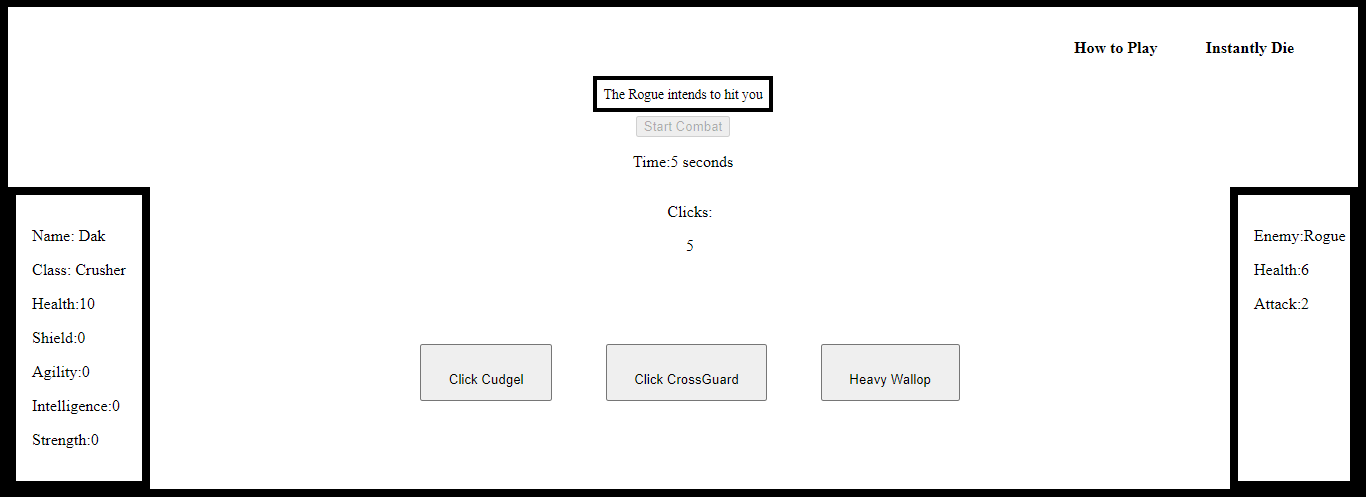 How to Play
Instantly Die
The Rogue intends to hit you
Start Combat
Time:5 seconds
Clicks:
5
Name: Dak
Class: Crusher
Health:10
Shield:0
Agility:0
Intelligence:0
Strength:0
Enemy:Rogue
Health:6
Attack:2
Click Cudgel
Click CrossGuard
Heavy Wallop